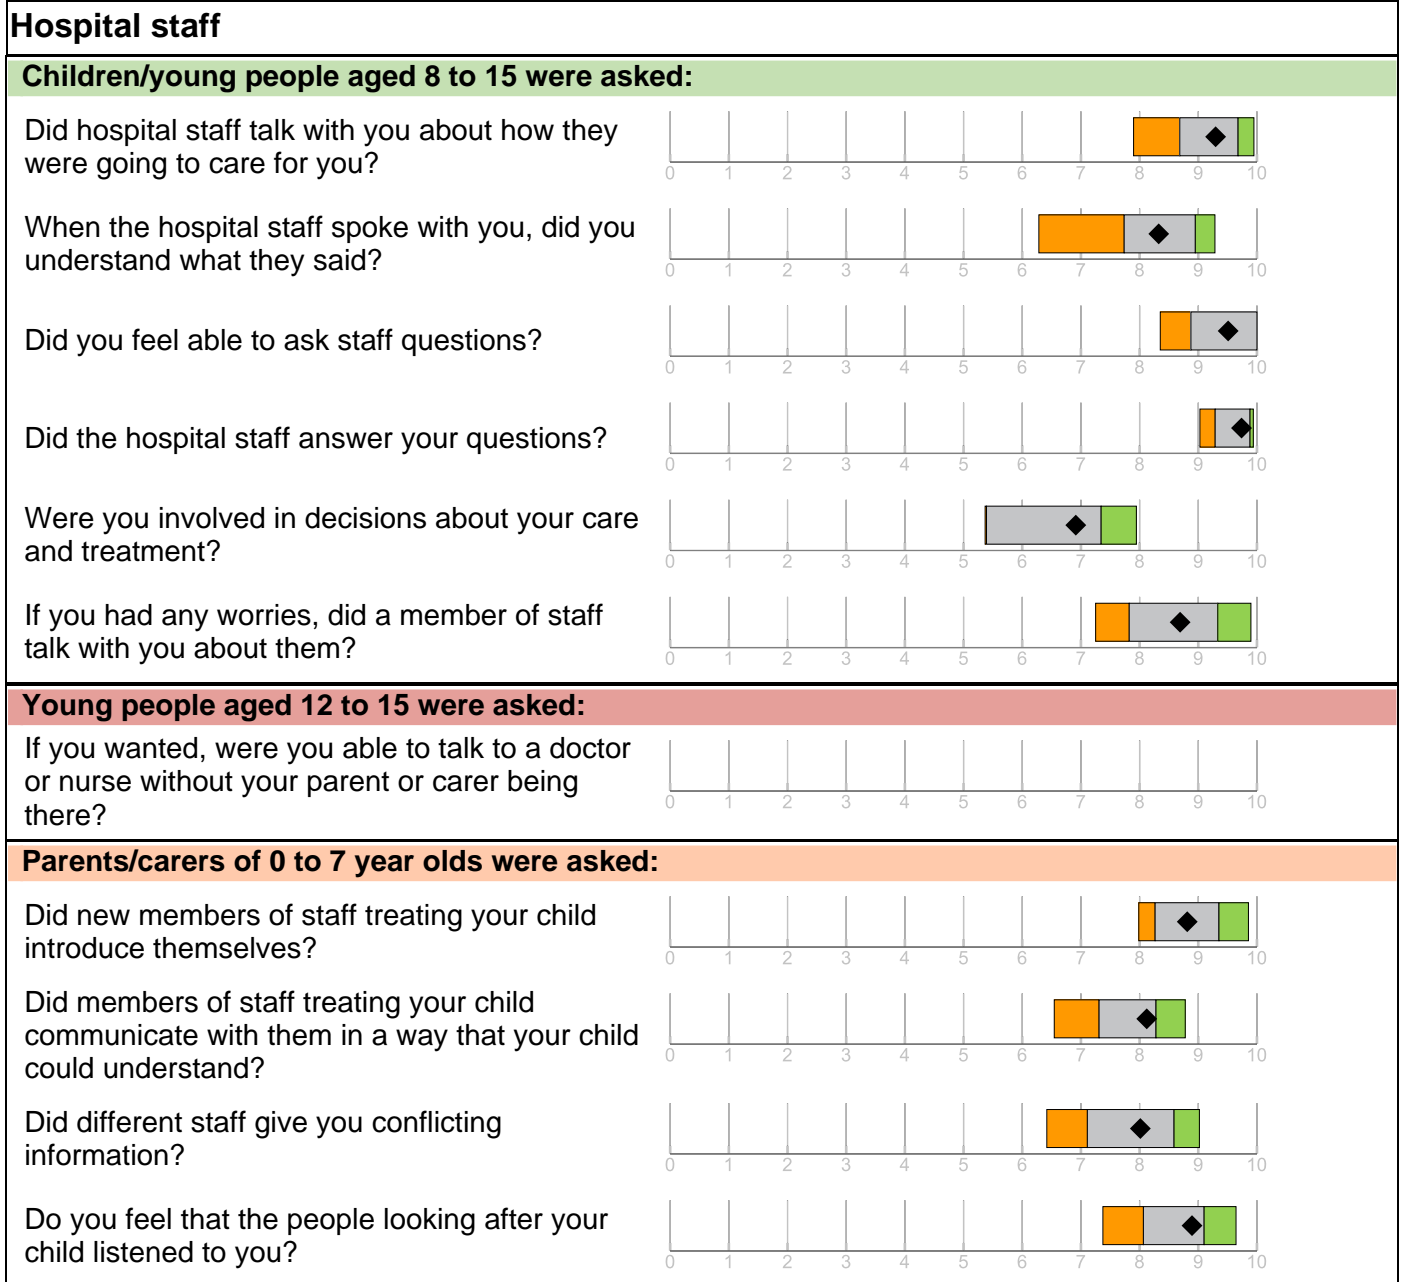 Hospital staff
Children/young people aged 8 to 15 were asked:
Did hospital staff talk with you about how they
were going to care for you?
0 1 2 3 4 5 6 7 8 9 10
When the hospital staff spoke with you, did you
understand what they said?
0 1 2 3 4 5 6 7 8 9 10
Did you feel able to ask staff questions?
0 1 2 3 4 5 6 7 8 9 10
Did the hospital staff answer your questions?
0 1 2 3 4 5 6 7 8 9 10
Were you involved in decisions about your care
and treatment?
0 1 2 3 4 5 6 7 8 9 10
If you had any worries, did a member of staff
talk with you about them?
0 1 2 3 4 5 6 7 8 9 10
Young people aged 12 to 15 were asked:
If you wanted, were you able to talk to a doctor
or nurse without your parent or carer being
there?
0 1 2 3 4 5 6 7 8 9 10
Parents/carers of 0 to 7 year olds were asked:
Did new members of staff treating your child
introduce themselves?
0 1 2 3 4 5 6 7 8 9 10
Did members of staff treating your child
communicate with them in a way that your child
could understand?
0 1 2 3 4 5 6 7 8 9 10
Did different staff give you conflicting
information?
0 1 2 3 4 5 6 7 8 9 10
Do you feel that the people looking after your
child listened to you?
0 1 2 3 4 5 6 7 8 9 10